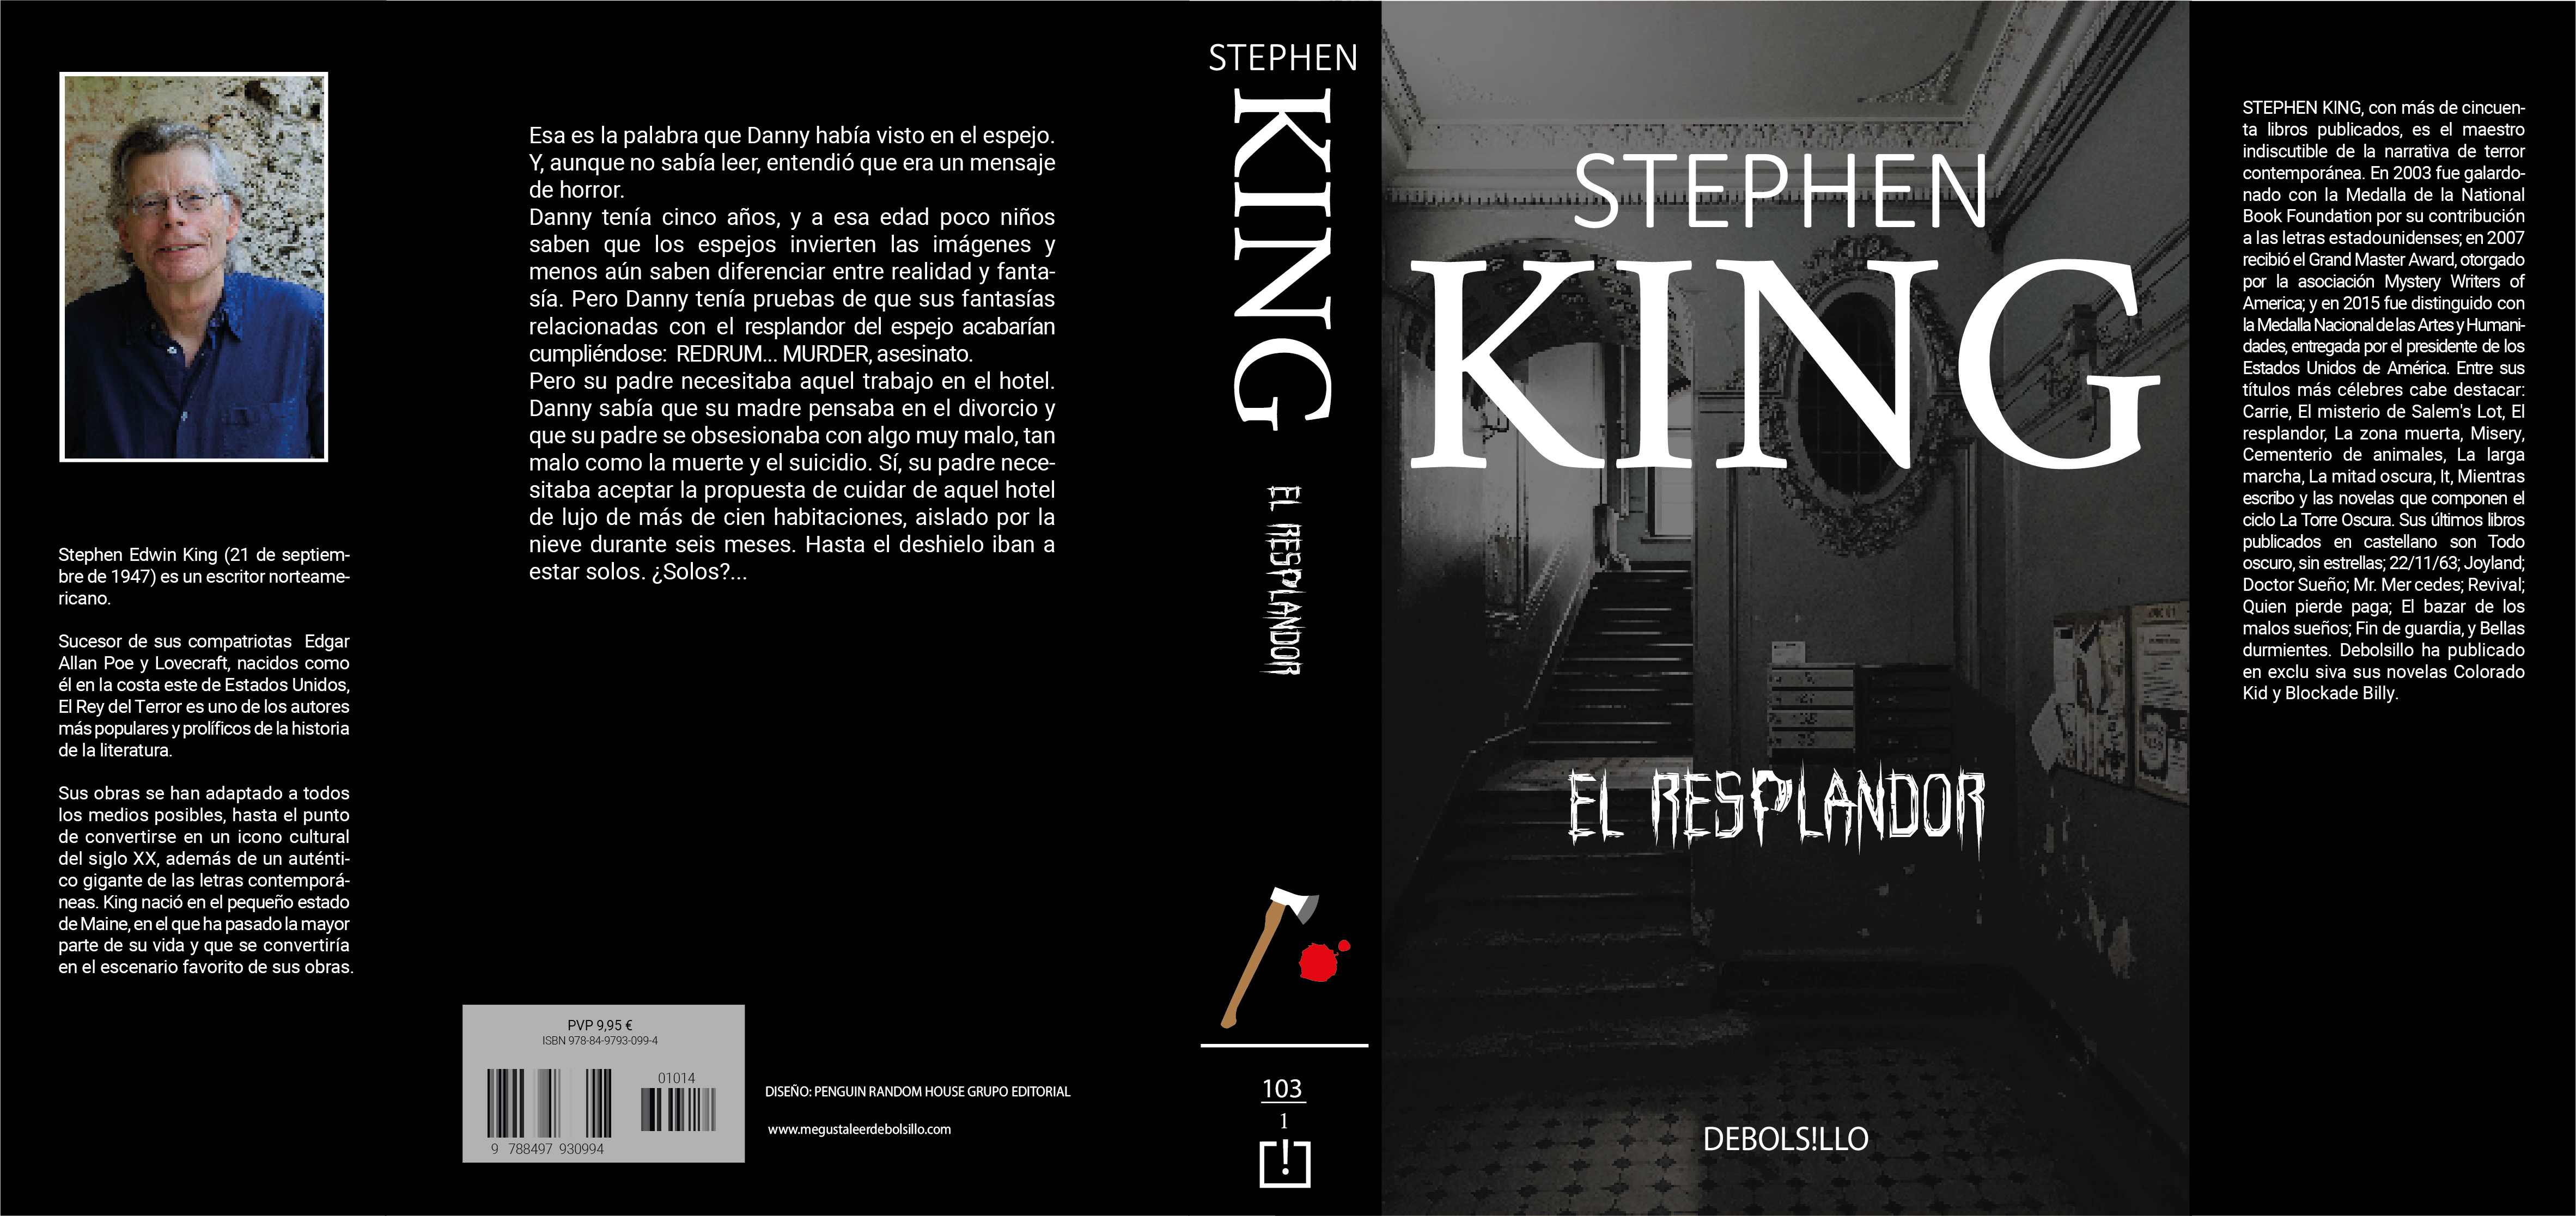 Stephen Edwin King (21 de septiem-
bre de 1947) es un escritor norteame-
ricano.
Sucesor de sus compatriotas Edgar
Allan Poe y Lovecraft, nacidos como
él en la costa este de Estados Unidos,
El Rey del Terror es uno de los autores
más populares y prolíficos de la historia
de la literatura.
Sus obras se han adaptado a todos
los medios posibles, hasta el punto
de convertirse en un icono cultural
del siglo XX, además de un auténti-
co gigante de las letras contemporá-
neas. King nació en el pequeño estado
de Maine, en el que ha pasado la mayor
parte de su vida y que se convertiría
en el escenario favorito de sus obras.
Esa es la palabra que Danny había visto en el espejo.
Y, aunque no sabía leer, entendió que era un mensaje
de horror.
Danny tenía cinco años, y a esa edad poco niños
saben que los espejos invierten las imágenes y
menos aún saben diferenciar entre realidad y fanta-
sía. Pero Danny tenía pruebas de que sus fantasías
relacionadas con el resplandor del espejo acabarían
cumpliéndose: REDRUM... MURDER, asesinato.
Pero su padre necesitaba aquel trabajo en el hotel.
Danny sabía que su madre pensaba en el divorcio y
que su padre se obsesionaba con algo muy malo, tan
malo como la muerte y el suicidio. Sí, su padre nece-
sitaba aceptar la propuesta de cuidar de aquel hotel
de lujo de más de cien habitaciones, aislado por la
nieve durante seis meses. Hasta el deshielo iban a
estar solos. ¿Solos?...
PVP 9,95 €
ISBN 978-84-9793-099-4
01014
9 788497 930994
DISEÑO: PENGUIN RANDOM HOUSE GRUPO EDITORIAL
www.megustaleerdebolsillo.com
STEPHEN
KING
EL RESPLANDOR
103
1
STEPHEN
KING
EL RESPLANDOR
DEBOLS!LLO
STEPHEN KING, con más de cincuen-
ta libros publicados, es el maestro
indiscutible de la narrativa de terror
contemporánea. En 2003 fue galardo-
nado con la Medalla de la National
Book Foundation por su contribución
a las letras estadounidenses; en 2007
recibió el Grand Master Award, otorgado
por la asociación Mystery Writers of
America; y en 2015 fue distinguido con
la Medalla Nacional de las Artes y Humani-
dades, entregada por el presidente de los
Estados Unidos de América. Entre sus
títulos más célebres cabe destacar:
Carrie, El misterio de Salem's Lot, El
resplandor, La zona muerta, Misery,
Cementerio de animales, La larga
marcha, La mitad oscura, It, Mientras
escribo y las novelas que componen el
ciclo La Torre Oscura. Sus últimos libros
publicados en castellano son Todo
oscuro, sin estrellas; 22/11/63; Joyland;
Doctor Sueño; Mr. Mer cedes; Revival;
Quien pierde paga; El bazar de los
malos sueños; Fin de guardia, y Bellas
durmientes. Debolsillo ha publicado
en exclu siva sus novelas Colorado
Kid y Blockade Billy.